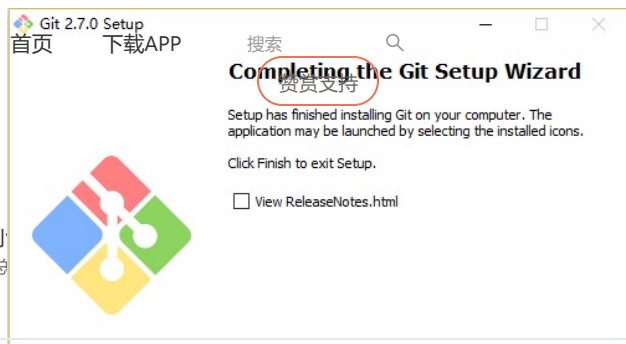 Git 2.7.0 Setup
首页 下载APP 搜索
Completing the Git Setup Wizard
赞赏支持
Setup has finished installing Git on your computer. The
application may be launched by selecting the installed icons.
Click Finish to exit Setup.
View ReleaseNotes.html